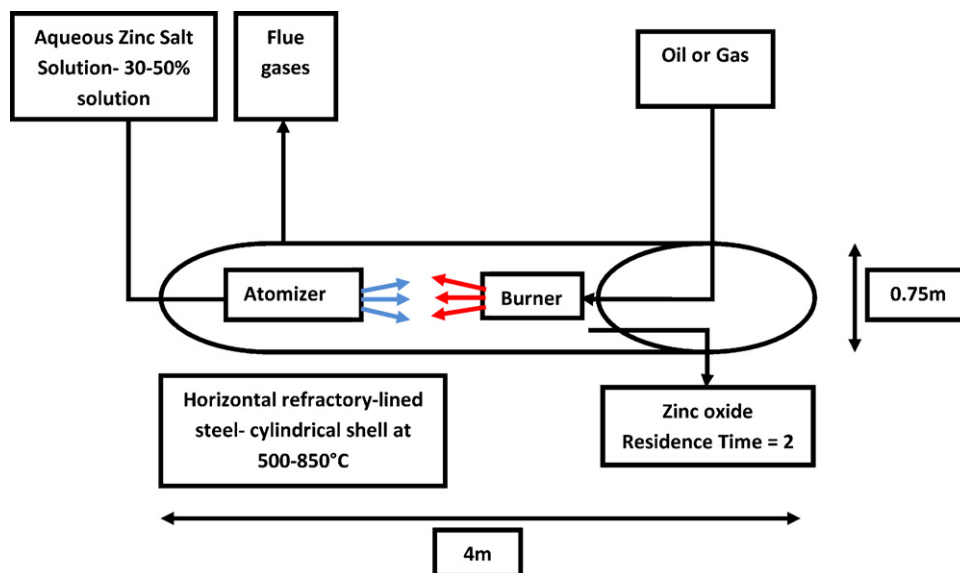 Aqueous Zinc Salt
Solution- 30-50%
solution
Flue
gases
Oil or Gas
Atomizer
Burner
0.75m
Horizontal refractory-lined
steel- cylindrical shell at
500-850°C
Zinc oxide
Residence Time = 2
4m